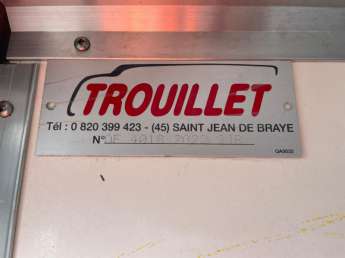 TROUILLET
Tél : 0 820 399 423 - (45) SAINT JEAN DE BRAYE
N°